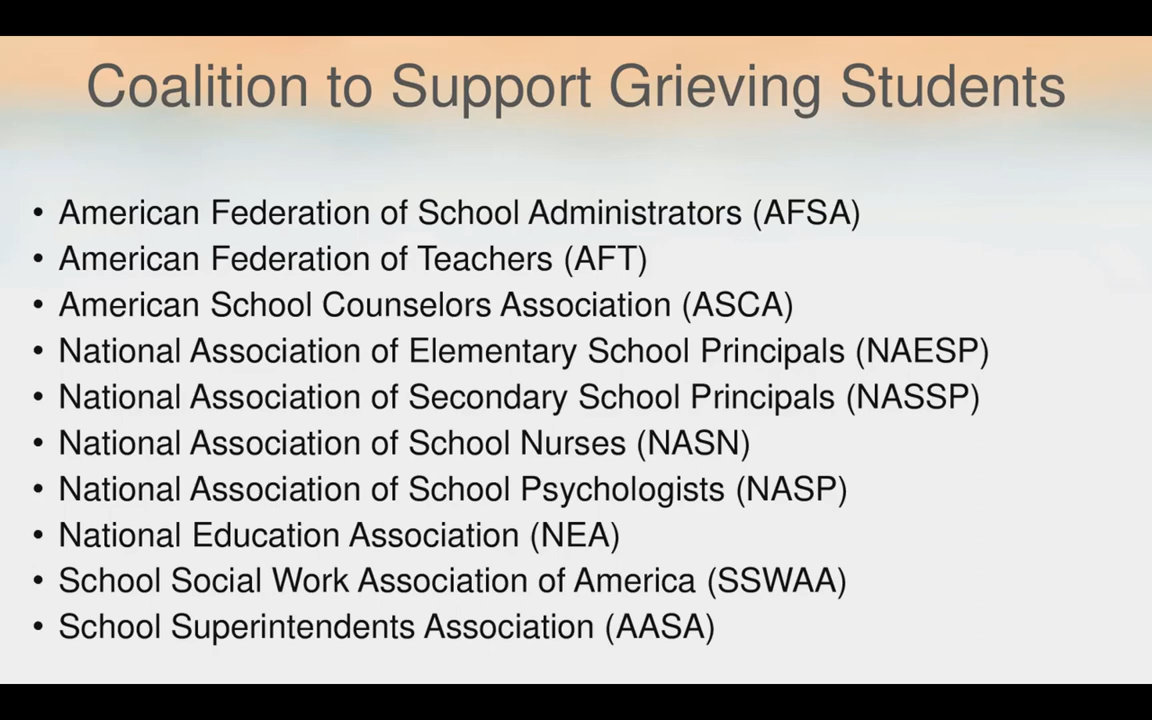 Coalition to Support Grieving Students
• American Federation of School Administrators (AFSA)
• American Federation of Teachers (AFT)
• American School Counselors Association (ASCA)
• National Association of Elementary School Principals (NAESP)
• National Association of Secondary School Principals (NASSP)
• National Association of School Nurses (NASN)
• National Association of School Psychologists (NASP)
• National Education Association (NEA)
• School Social Work Association of America (SSWAA)
• School Superintendents Association (AASA)